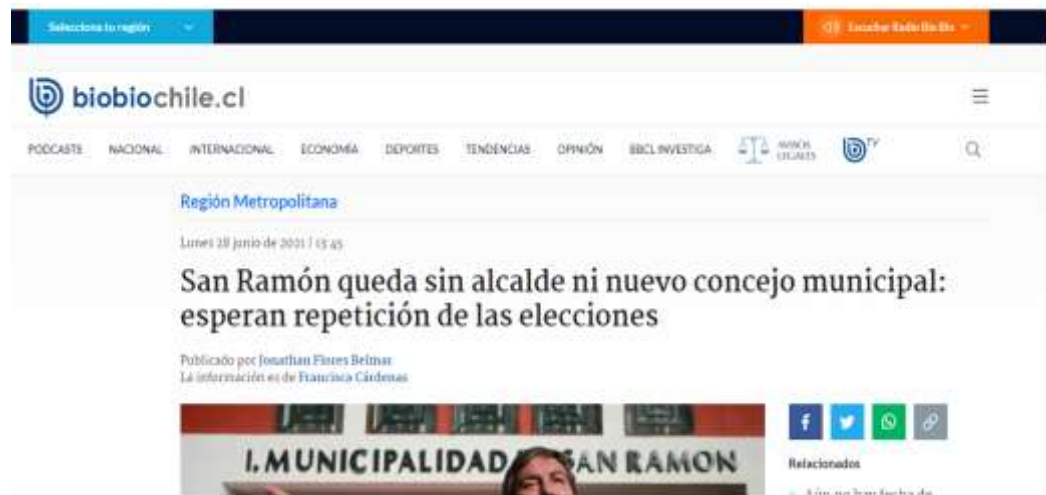 Selecciona tu región
Escuchar Radio Bío Bío
biobiochile.cl
PODCASTS NACIONAL INTERNACIONAL ECONOMÍA DEPORTES TENDENCIAS OPINIÓN BBCL INVESTIGA AVISOS LEGALES TV
Región Metropolitana
Lunes 28 junio de 2021 | 13:43
San Ramón queda sin alcalde ni nuevo concejo municipal:
esperan repetición de las elecciones
Publicado por Jonathan Flores Belmar
La información es de Francisca Cárdenas
I. MUNICIPALIDAD SAN RAMON
Relacionados
Aún no hay fecha de